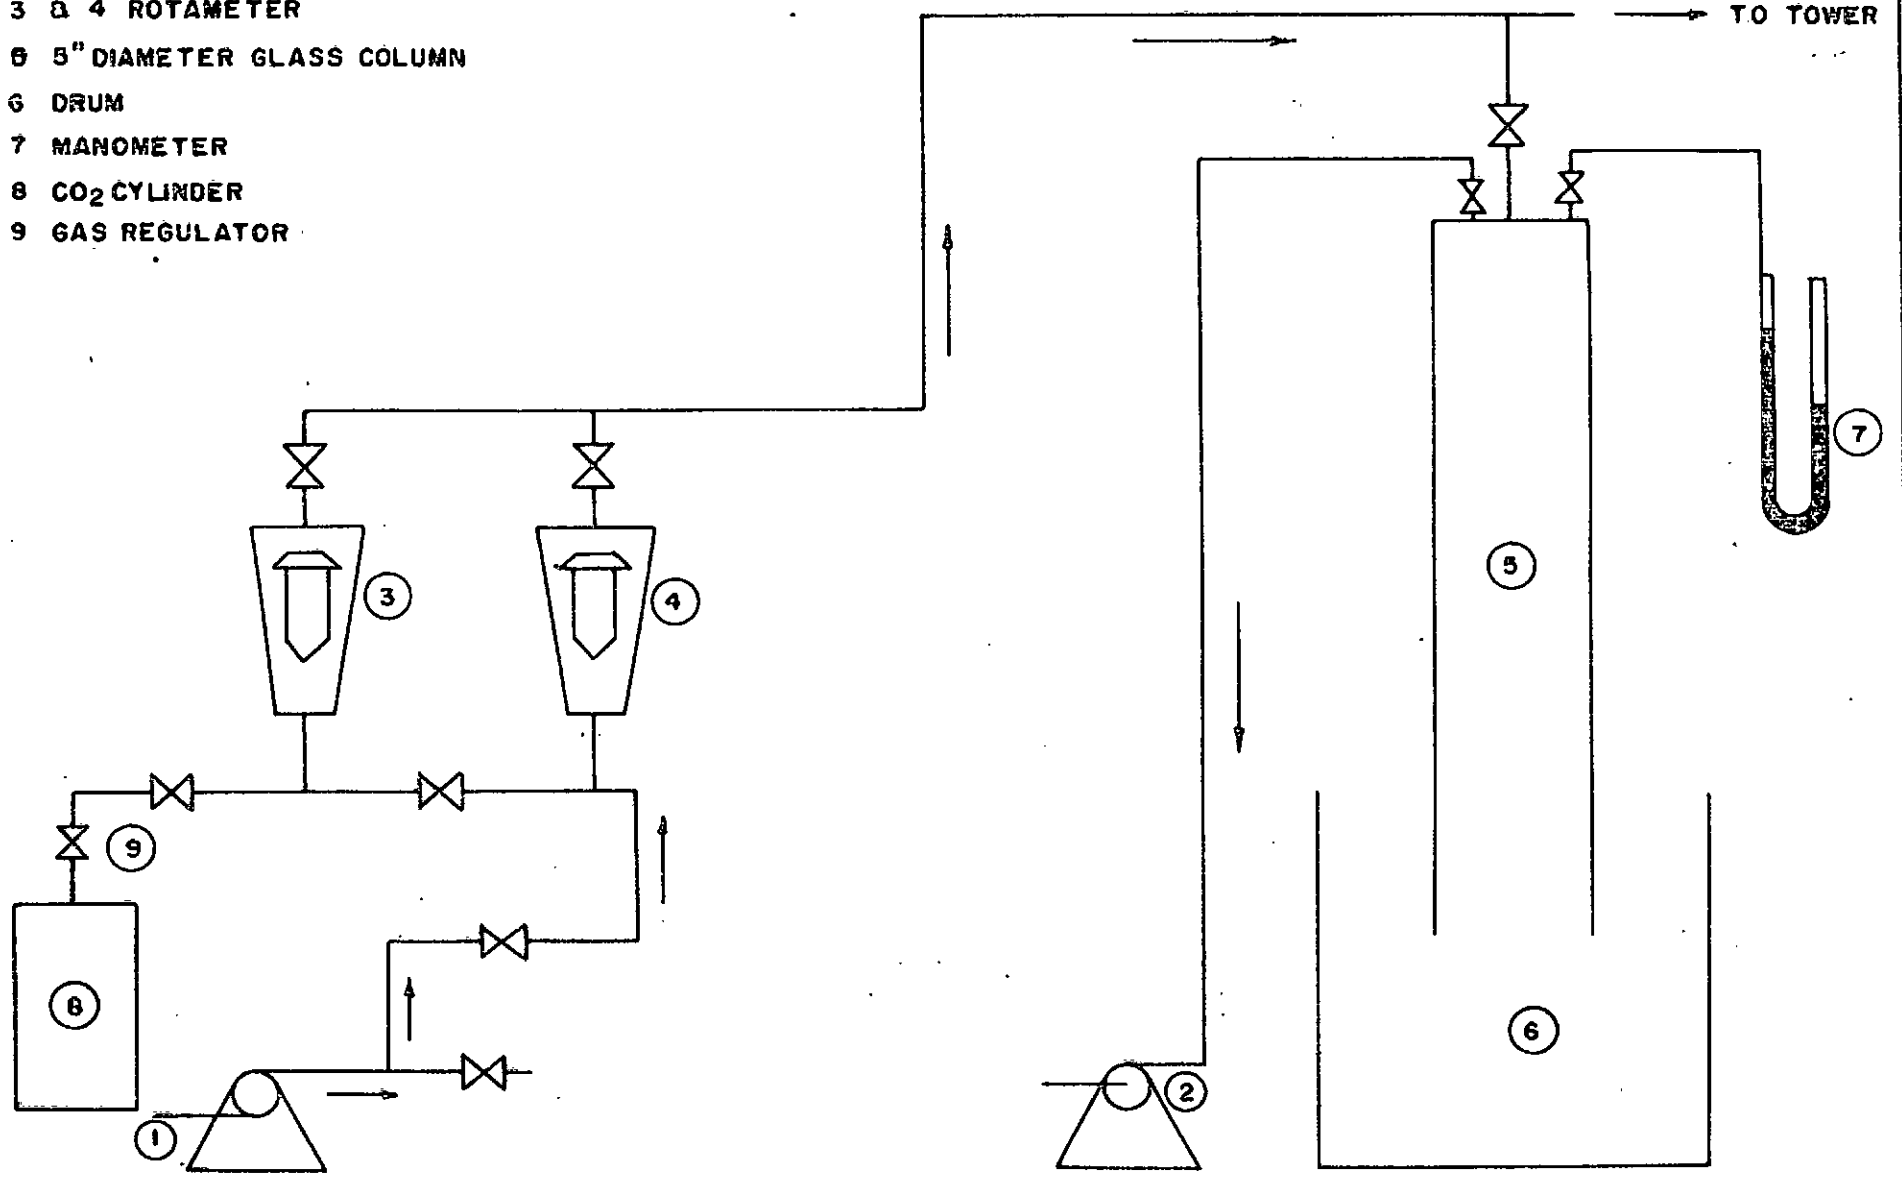 3 & 4 ROTAMETER
5 5" DIAMETER GLASS COLUMN
6 DRUM
7 MANOMETER
8 CO2 CYLINDER
9 GAS REGULATOR
TO TOWER
7
5
3
4
9
8
6
2
1